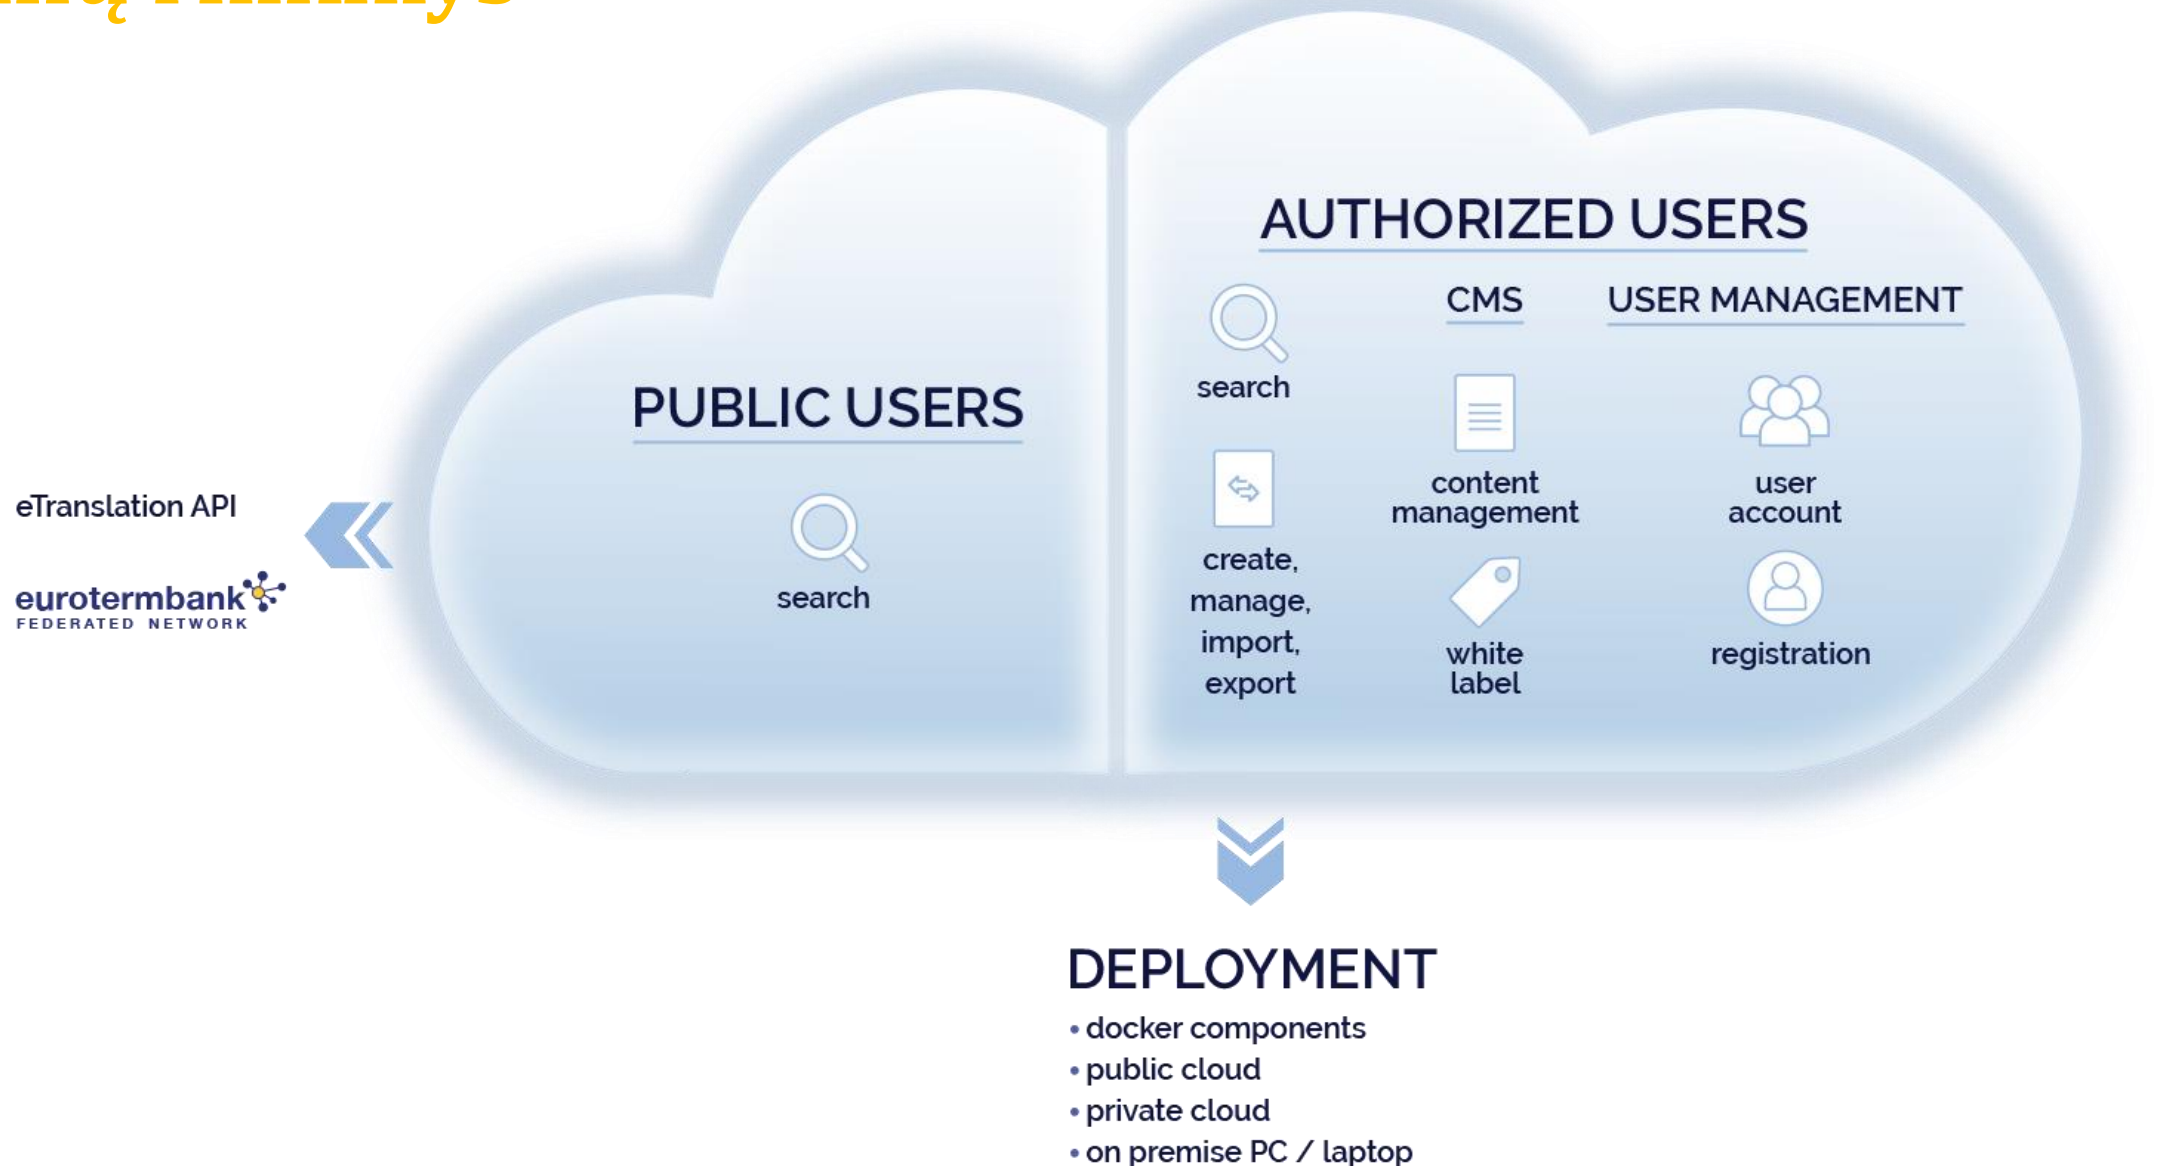 AUTHORIZED USERS
CMS
USER MANAGEMENT
search
PUBLIC USERS
content
management
user
account
eTranslation API
search
create,
manage,
import,
export
eurotermbank
FEDERATED NETWORK
white
label
registration
DEPLOYMENT
• docker components
• public cloud
• private cloud
• on premise PC / laptop